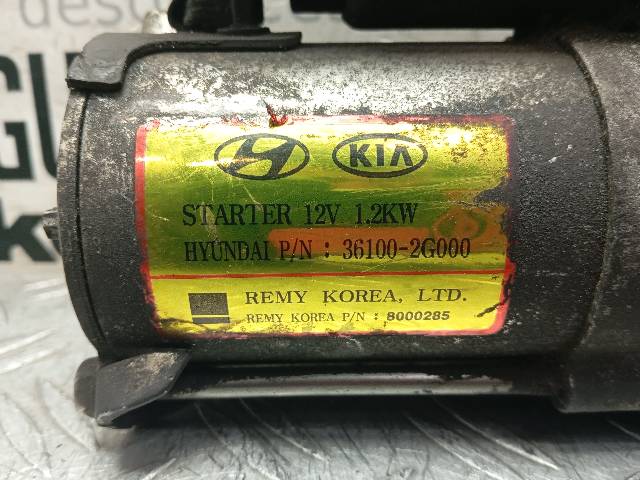 KIA
STARTER 12V 1.2KW
HYUNDAI P/N : 36100-2G000
REMY KOREA, LTD.
REMY KOREA P/N : 8000285